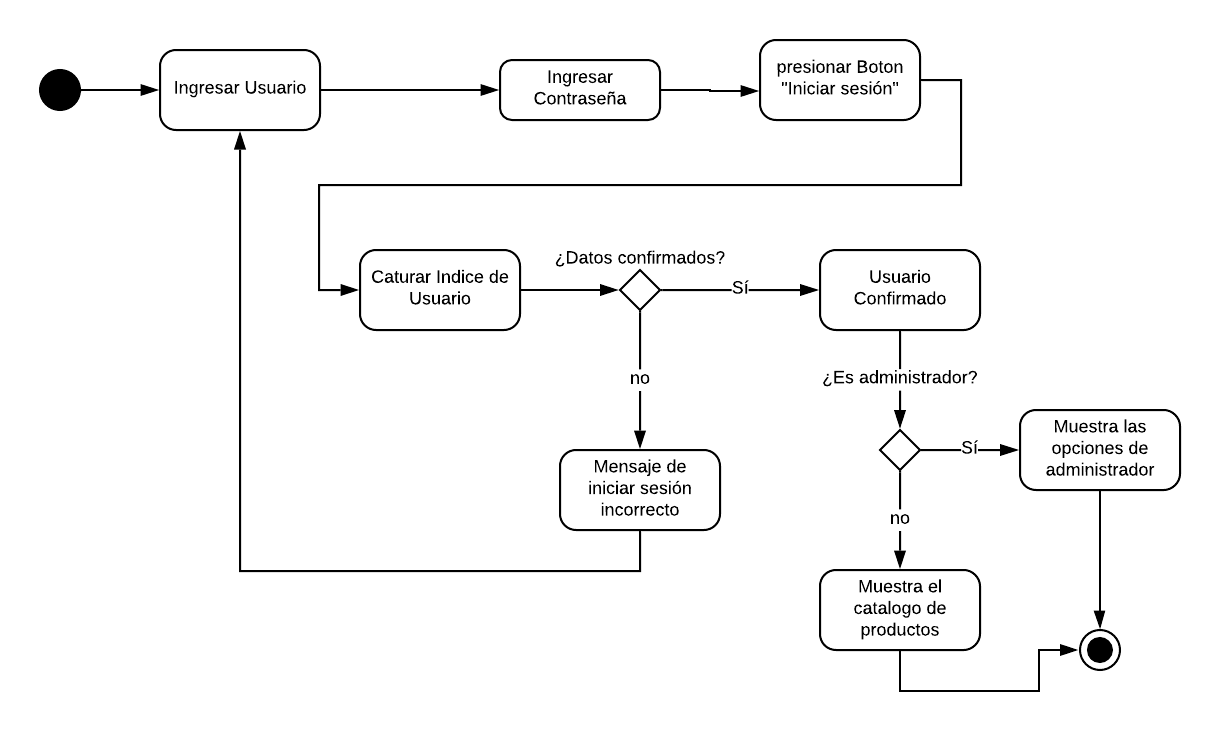 Ingresar Usuario
Ingresar
Contraseña
presionar Boton
"Iniciar sesión"
Caturar Indice de
Usuario
¿Datos confirmados?
Sí
Usuario
Confirmado
no
¿Es administrador?
Mensaje de
iniciar sesión
incorrecto
Sí
Muestra las
opciones de
administrador
no
Muestra el
catalogo de
productos